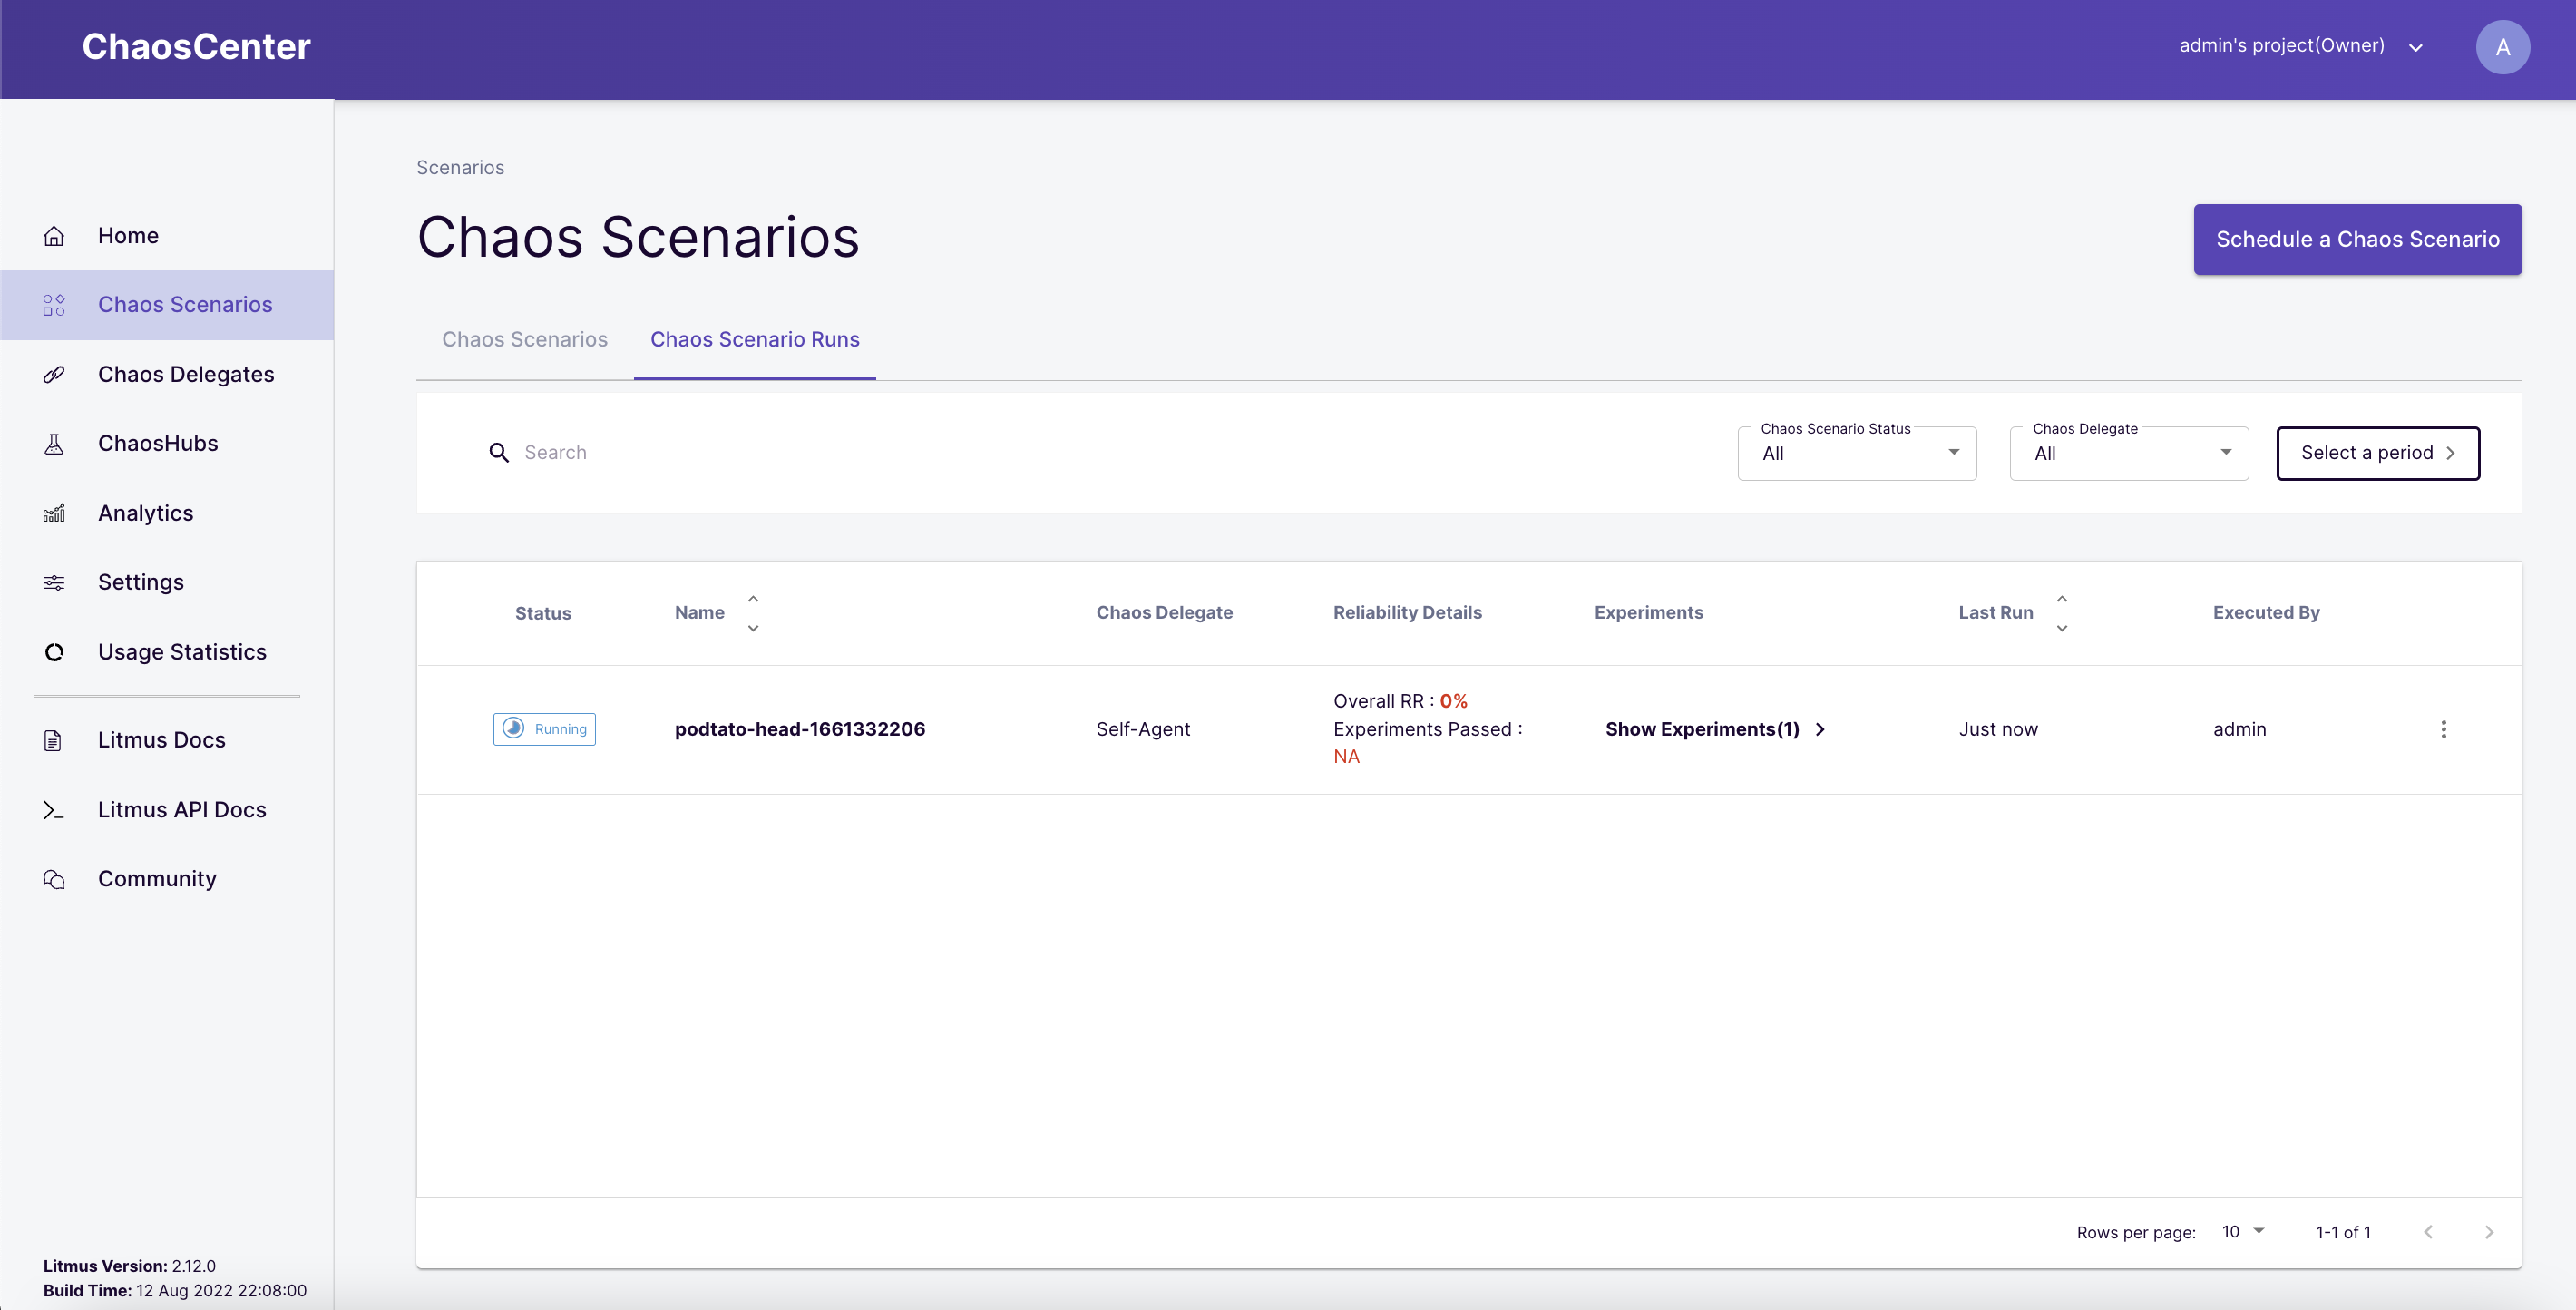 ChaosCenter
admin's project(Owner)
A
Home
Chaos Scenarios
Chaos Delegates
ChaosHubs
Analytics
Settings
Usage Statistics
Litmus Docs
Litmus API Docs
Community
Litmus Version: 2.12.0
Build Time: 12 Aug 2022 22:08:00
Scenarios
Chaos Scenarios
Schedule a Chaos Scenario
Chaos Scenarios Chaos Scenario Runs
Search
Chaos Scenario Status
All
Chaos Delegate
All
Select a period
Status Name Chaos Delegate Reliability Details Experiments Last Run Executed By
Running
podtato-head-1661332206
Self-Agent
Overall RR : 0%
Experiments Passed :
NA
Show Experiments(1)
Just now
admin
Rows per page: 10 1-1 of 1